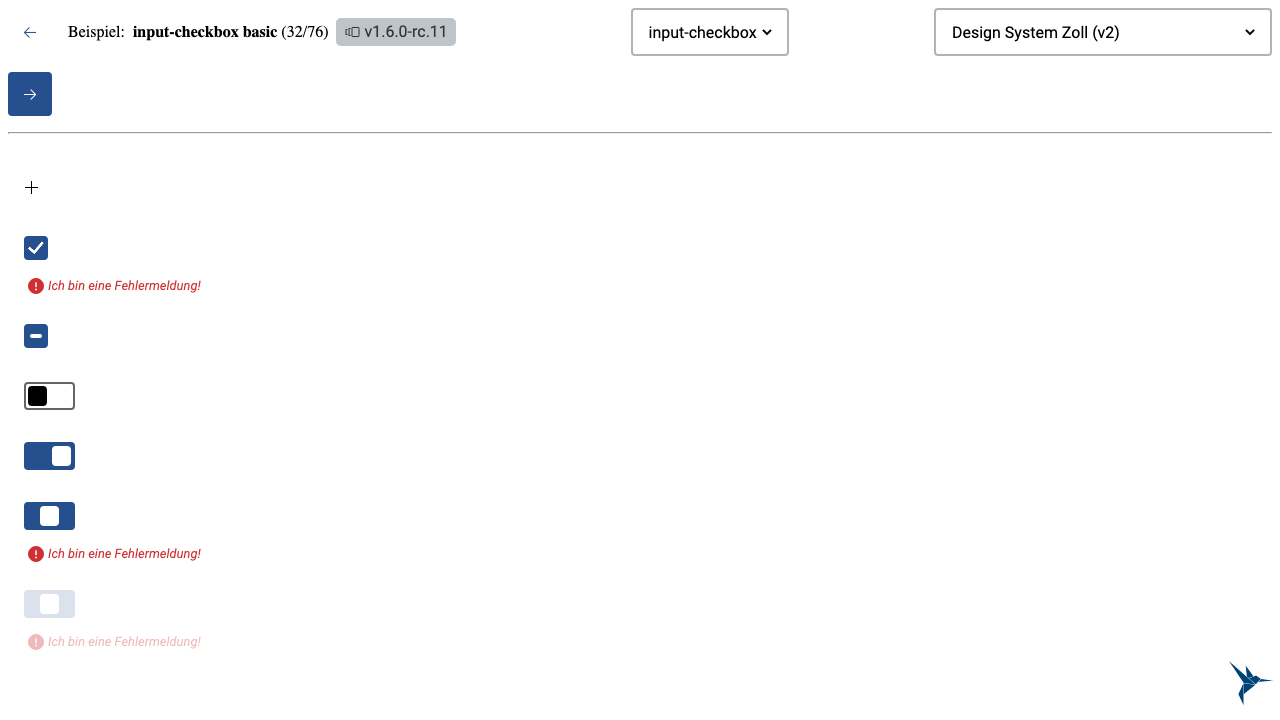 Beispiel: input-checkbox basic (32/76) v1.6.0-rc.11 input-checkbox Design System Zoll (v2)
Ich bin eine Fehlermeldung!
Ich bin eine Fehlermeldung!
Ich bin eine Fehlermeldung!